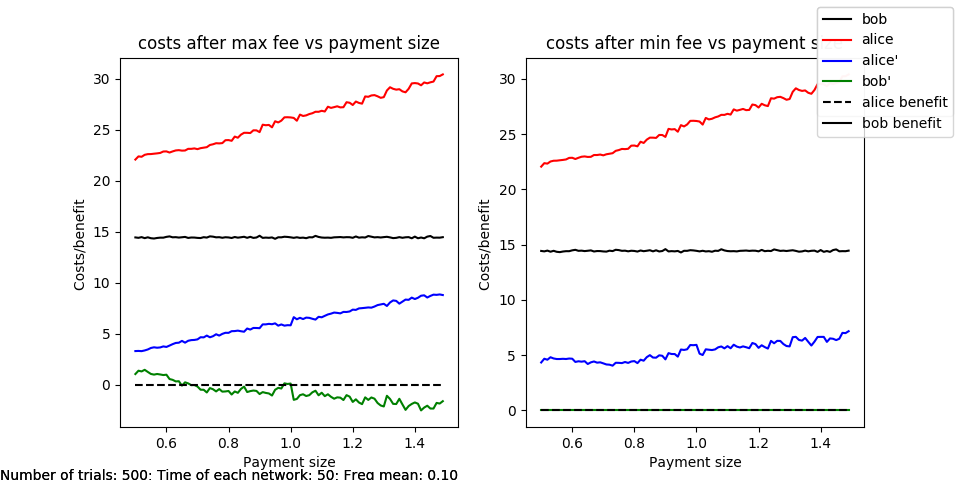 costs after max fee vs payment size
Costs/benefit
30
25
20
15
10
5
0
0.6 0.8 1.0 1.2 1.4
Payment size
costs after min fee vs payment
Costs/benefit
30
25
20
15
10
5
0
0.6 0.8 1.0 1.2 1.4
Payment size
bob
alice
alice'
bob'
alice benefit
bob benefit
Number of trials: 500: Time of each network: 50: Freq mean: 0.10